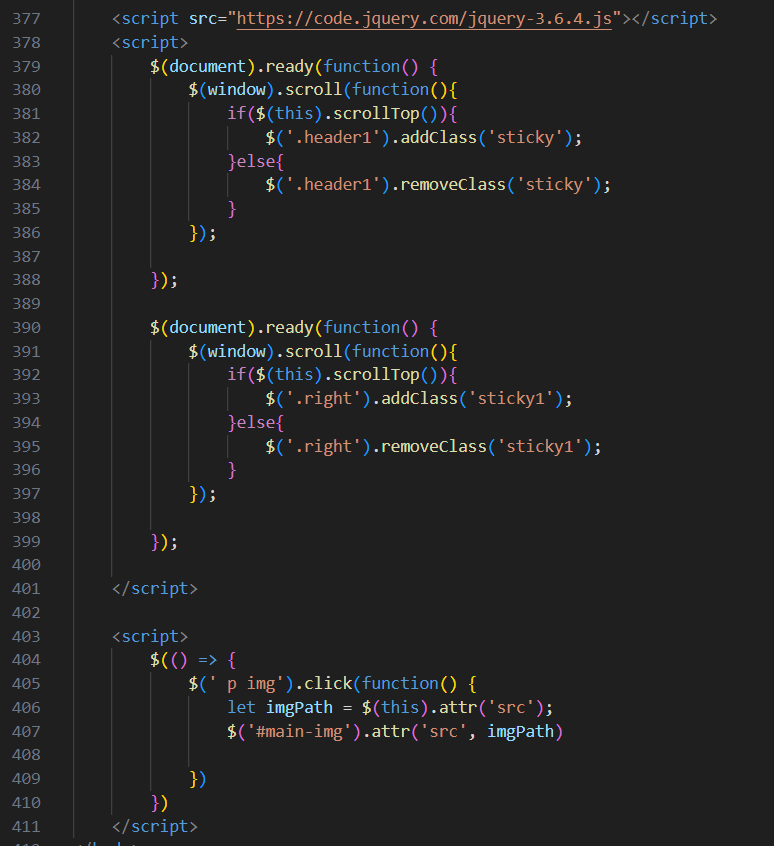 377 <script src="https://code.jquery.com/jquery-3.6.4.js"></script>
378 <script>
379 $(document).ready(function() {
380 $(window).scroll(function(){
381 if($(this).scrollTop()){
382 $('.header1').addClass('sticky');
383 }else{
384 $('.header1').removeClass('sticky');
385 }
386 });
387
388 });
389
390 $(document).ready(function() {
391 $(window).scroll(function(){
392 if($(this).scrollTop()){
393 $('.right').addClass('sticky1');
394 }else{
395 $('.right').removeClass('sticky1');
396 }
397 });
398
399 });
400
401 </script>
402
403 <script>
404 $(() => {
405 $(' p img').click(function() {
406 let imgPath = $(this).attr('src');
407 $('#main-img').attr('src', imgPath)
408
409 })
410 })
411 </script>